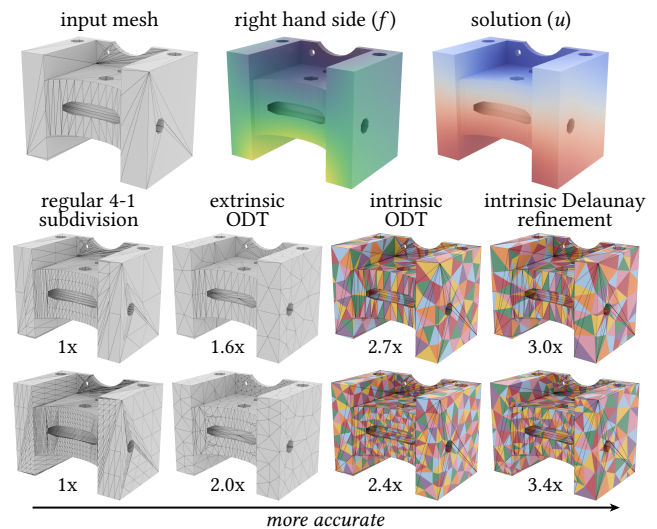 input mesh
right hand side (f)
solution (u)
regular 4-1
subdivision
extrinsic
ODT
intrinsic
ODT
intrinsic Delaunay
refinement
1x
1.6x
2.7x
3.0x
1x
2.0x
2.4x
3.4x
more accurate